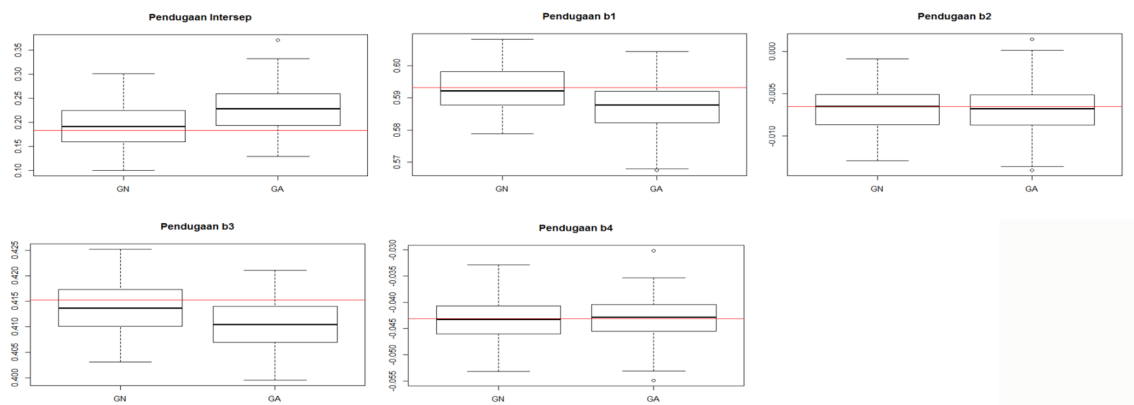 Pendugaan Intersep
0.35
0.30
0.25
0.20
0.15
0.10
GN GA
Pendugaan b1
0.60
0.59
0.58
0.57
GN GA
Pendugaan b2
0.000
-0.005
-0.010
GN GA
Pendugaan b3
0.425
0.420
0.415
0.410
0.405
0.400
GN GA
Pendugaan b4
-0.030
-0.035
-0.040
-0.045
-0.050
-0.055
GN GA